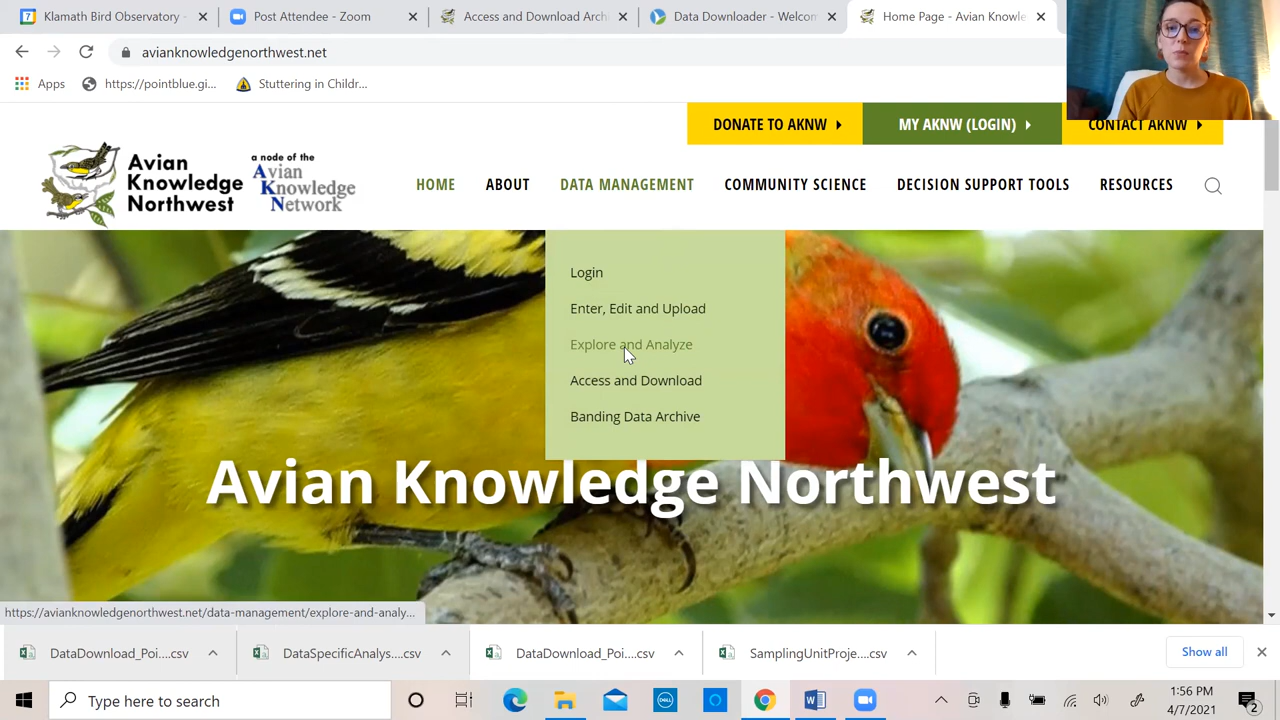 Klamath Bird Observatory -
Post Attendee - Zoom
Access and Download Arch
Data Downloader - Welcom
Home Page - Avian Knowle
avianknowledgenorthwest.net
Apps
https://pointblue.gi...
Stuttering in Childr...
DONATE TO AKNW
MY AKNW (LOGIN)
CONTACT AKNW
Avian
Knowledge
Northwest
a node of the
Avian
Knowledge
Network
HOME
ABOUT
DATA MANAGEMENT
COMMUNITY SCIENCE
DECISION SUPPORT TOOLS
RESOURCES
Login
Enter, Edit and Upload
Explore and Analyze
Access and Download
Banding Data Archive
Avian Knowledge Northwest
https://avianknowledgenorthwest.net/data-management/explore-and-analy...
DataDownload_Poi....csv
DataSpecificAnalys....csv
DataDownload_Poi....csv
SamplingUnitProje....csv
Show all
Type here to search
DELL
W
1:56 PM
4/7/2021
2